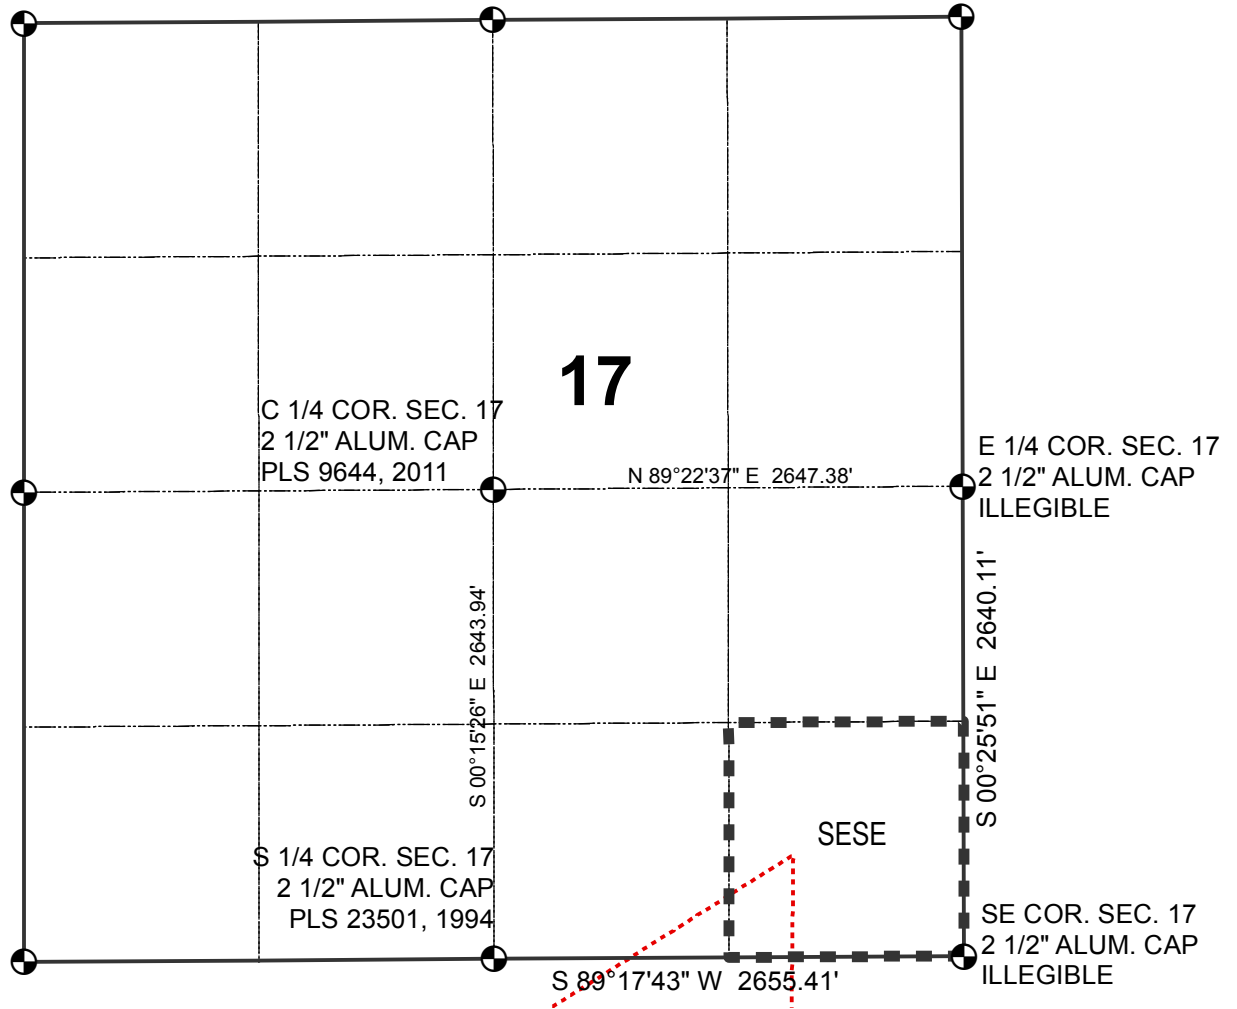 17
C 1/4 COR. SEC. 17
2 1/2" ALUM. CAP
PLS 9644, 2011
N 89°22'37" E 2647.38'
E 1/4 COR. SEC. 17
2 1/2" ALUM. CAP
ILLEGIBLE
S 00°15'26" E 2643.94'
S 00°25'51" E 2640.11'
SESE
S 1/4 COR. SEC. 17
2 1/2" ALUM. CAP
PLS 23501, 1994
SE COR. SEC. 17
2 1/2" ALUM. CAP
ILLEGIBLE
S 89°17'43" W 2655.41'